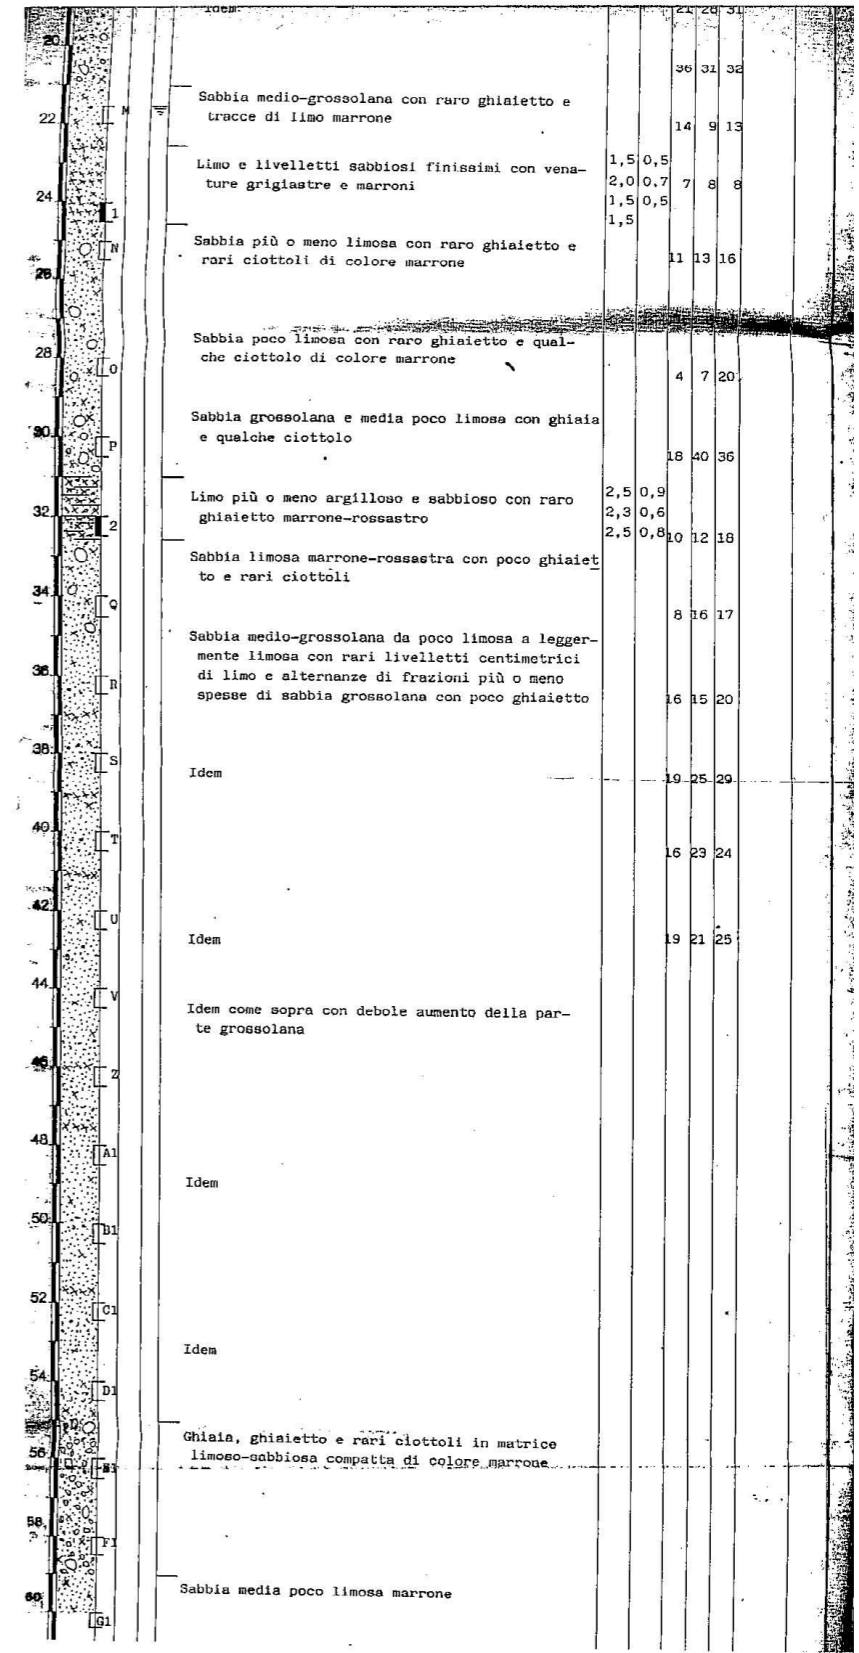 Idem
21 28 31
20
36 31 32
Sabbia medio-grossolana con raro ghiaietto e
tracce di limo marrone
22 M
14 9 13
Limo e livelletti sabbiosi finissimi con vena-
ture grigiastre e marroni
1,5 0,5
2,0 0,7 7 8 8
1,5 0,5
1,5
24
1
Sabbia più o meno limosa con raro ghiaietto e
rari ciottoli di colore marrone
N
11 13 16
26
Sabbia poco limosa con raro ghiaietto e qual-
che ciottolo di colore marrone
28
O
4 7 20
Sabbia grossolana e media poco limosa con ghiaia
e qualche ciottolo
30
P
18 40 36
Limo più o meno argilloso e sabbioso con raro
ghiaietto marrone-rossastro
2,5 0,9
2,3 0,6
2,5 0,8 10 12 18
32
2
Sabbia limosa marrone-rossastra con poco ghiaiet
to e rari ciottoli
34
Q
8 16 17
Sabbia medio-grossolana da poco limosa a legger-
mente limosa con rari livelletti centimetrici
di limo e alternanze di frazioni più o meno
spesse di sabbia grossolana con poco ghiaietto
36
R
16 15 20
38
S
Idem
19 25 29
40
T
16 23 24
42
U
Idem
19 21 25
44
V
Idem come sopra con debole aumento della par-
te grossolana
46
Z
48
A1
Idem
50
B1
52
C1
Idem
54
D1
Ghiaia, ghiaietto e rari ciottoli in matrice
limoso-sabbiosa compatta di colore marrone
56
58
F1
Sabbia media poco limosa marrone
60
G1